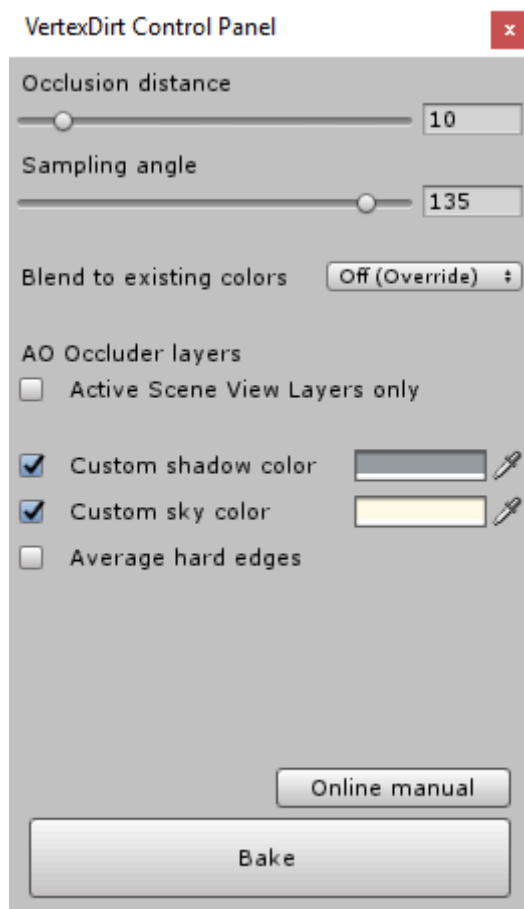 VertexDirt Control Panel
x
Occlusion distance
10
Sampling angle
135
Blend to existing colors Off (Override)
AO Occluder layers
Active Scene View Layers only
Custom shadow color
Custom sky color
Average hard edges
Online manual
Bake